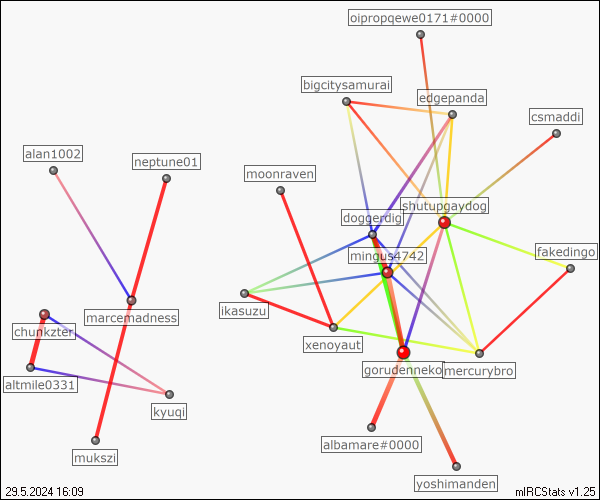 oipropqewe0171#0000
bigcitysamurai
edgepanda
csmaddi
alan1002
neptune01
moonraven
shutupgaydog
doggerdig
mingus4742
fakedingo
ikasuzu
marcemadness
chunkzter
xenoyaut
gorudenneko
mercurybro
altmile0331
kyuqi
albamare#0000
mukszi
yoshimanden
29.5.2024 16:09
mIRCStats v1.25